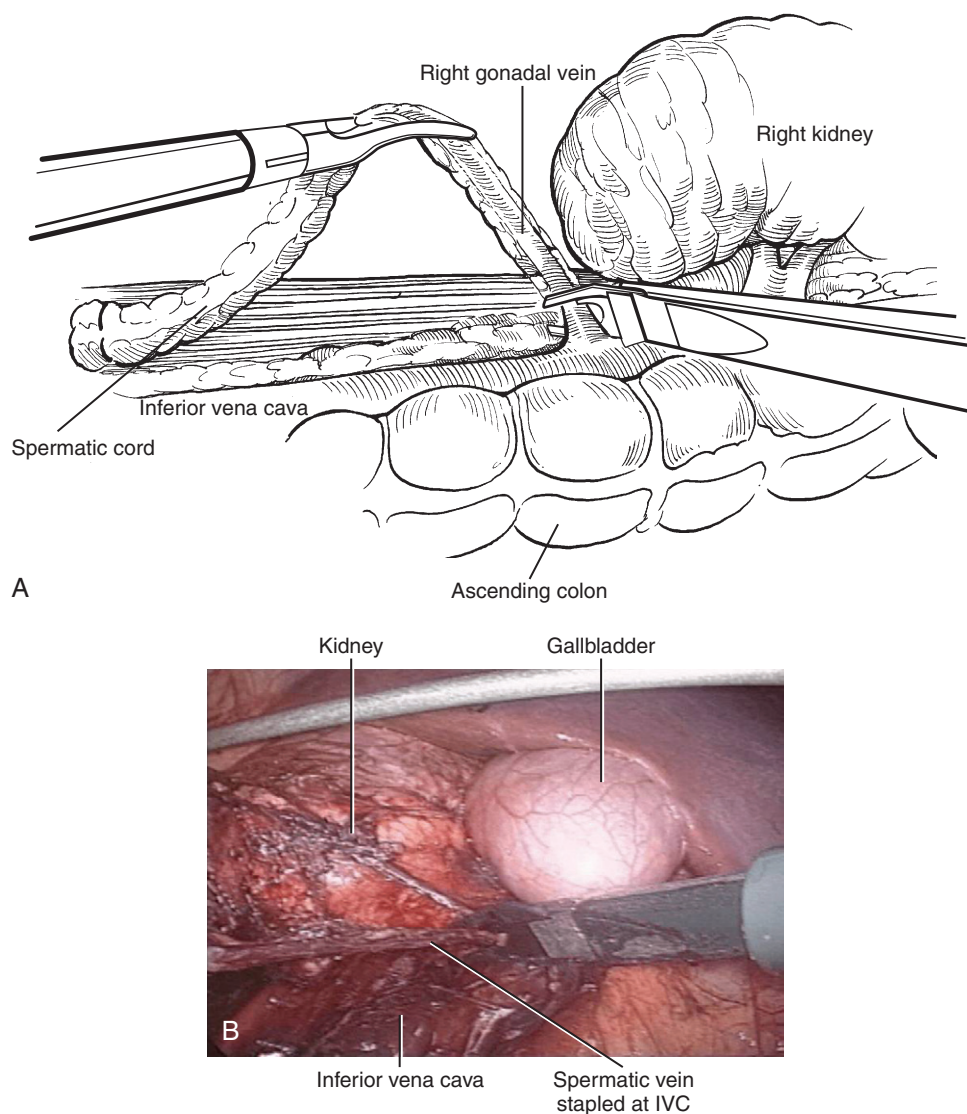 Right gonadal vein
Right kidney
Inferior vena cava
Spermatic cord
Ascending colon
A
Kidney
Gallbladder
B
Inferior vena cava
Spermatic vein
stapled at IVC